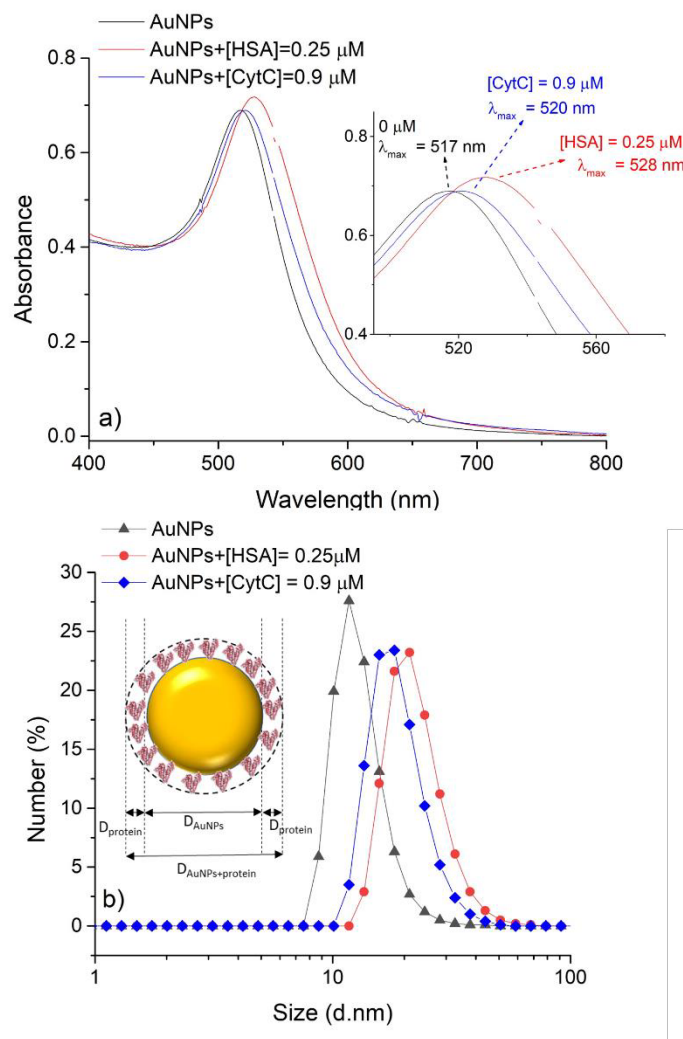 AuNPs
AuNPs+[HSA]=0.25 μM
AuNPs+[CytC]=0.9 μM
0.8
0.6
0.4
0.2
0.0
Absorbance
[CytC] = 0.9 μM
λmax = 520 nm
0 μM
λmax = 517 nm
[HSA] = 0.25 μM
λmax = 528 nm
0.8
0.6
0.4
520
560
a)
400
500
600
700
800
Wavelength (nm)
AuNPs
AuNPs+[HSA]= 0.25μM
AuNPs+[CytC] = 0.9 μM
30
25
20
15
10
5
0
Number (%)
Dprotein
DAuNPs
Dprotein
DAuNPs+protein
b)
1
10
100
Size (d.nm)